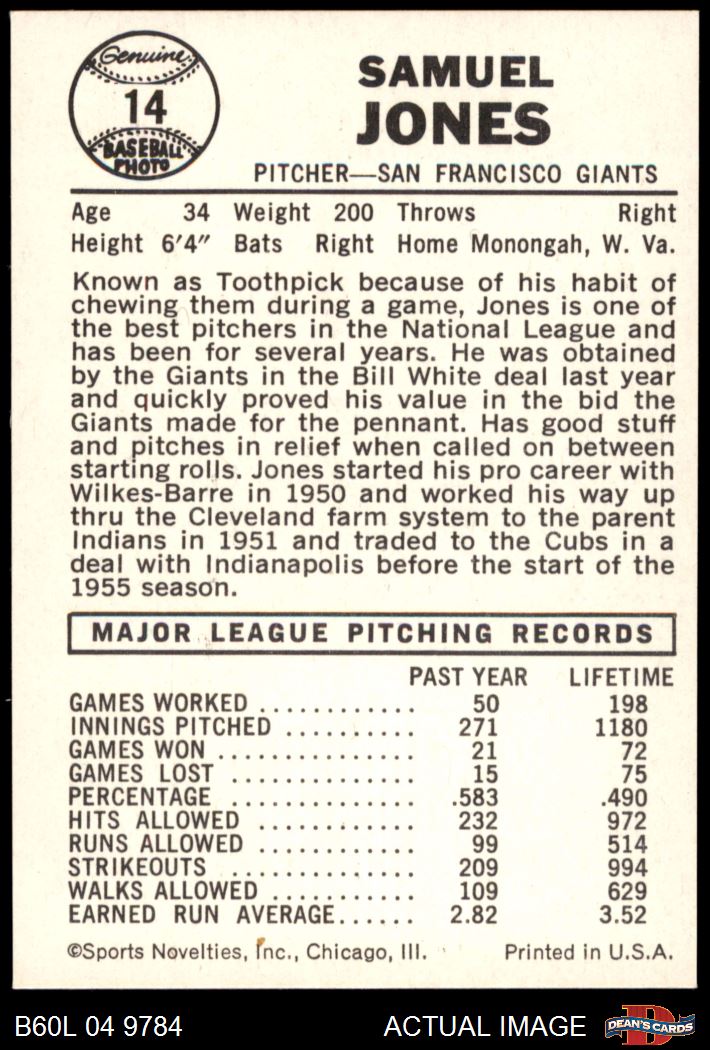 Genuine
14
BASEBALL
PHOTO
SAMUEL
JONES
PITCHER—SAN FRANCISCO GIANTS
Age 34 Weight 200 Throws Right
Height 6'4" Bats Right Home Monongah, W. Va.
Known as Toothpick because of his habit of
chewing them during a game, Jones is one of
the best pitchers in the National League and
has been for several years. He was obtained
by the Giants in the Bill White deal last year
and quickly proved his value in the bid the
Giants made for the pennant. Has good stuff
and pitches in relief when called on between
starting rolls. Jones started his pro career with
Wilkes-Barre in 1950 and worked his way up
thru the Cleveland farm system to the parent
Indians in 1951 and traded to the Cubs in a
deal with Indianapolis before the start of the
1955 season.
MAJOR LEAGUE PITCHING RECORDS
PAST YEAR LIFETIME
GAMES WORKED ............ 50 198
INNINGS PITCHED .......... 271 1180
GAMES WON ............... 21 72
GAMES LOST .............. 15 75
PERCENTAGE .............. .583 .490
HITS ALLOWED ............ 232 972
RUNS ALLOWED ............ 99 514
STRIKEOUTS .............. 209 994
WALKS ALLOWED ........... 109 629
EARNED RUN AVERAGE...... 2.82 3.52
©Sports Novelties, Inc., Chicago, Ill. Printed in U.S.A.
B60L 04 9784 ACTUAL IMAGE D DEAN'S CARDS